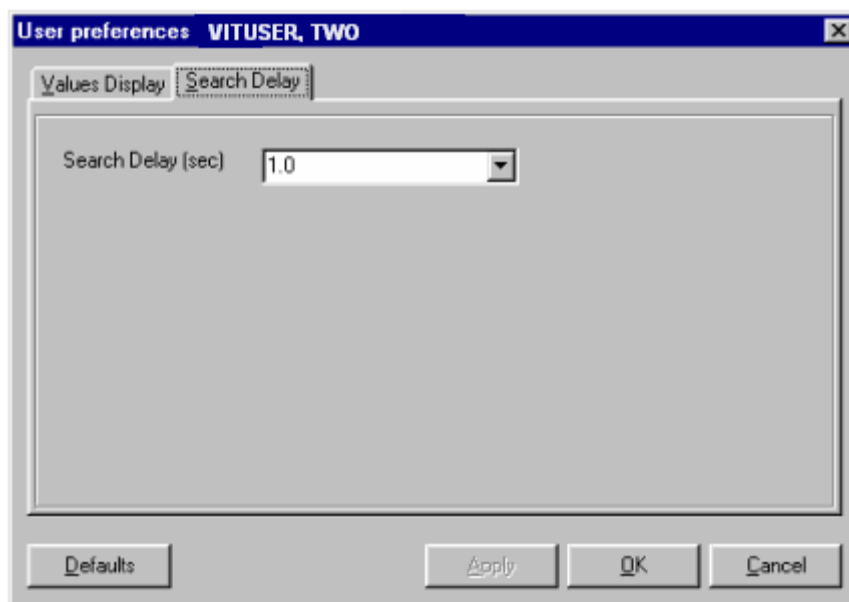 User preferences VITUSER, TWO
Values Display Search Delay
Search Delay (sec) 1.0
Defaults Apply OK Cancel